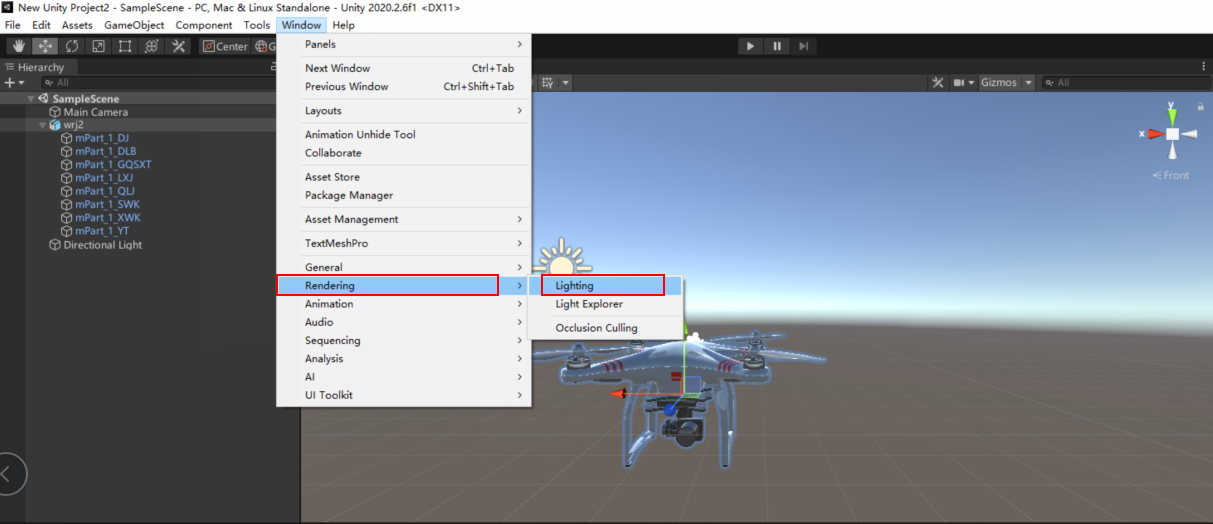 New Unity Project2 - SampleScene - PC, Mac & Linux Standalone - Unity 2020.2.6f1 <DX11>
File Edit Assets GameObject Component Tools Window Help
Center
Hierarchy
All
SampleScene
Main Camera
wrj2
mPart_1_DJ
mPart_1_DLB
mPart_1_GQSXT
mPart_1_LXJ
mPart_1_QLJ
mPart_1_SWK
mPart_1_XWK
mPart_1_YT
Directional Light
Panels
Next Window Ctrl+Tab
Previous Window Ctrl+Shift+Tab
Layouts
Animation Unhide Tool
Collaborate
Asset Store
Package Manager
Asset Management
TextMeshPro
General
Rendering
Animation
Audio
Sequencing
Analysis
AI
UI Toolkit
Lighting
Light Explorer
Occlusion Culling
Gizmos
All
y
x
Front